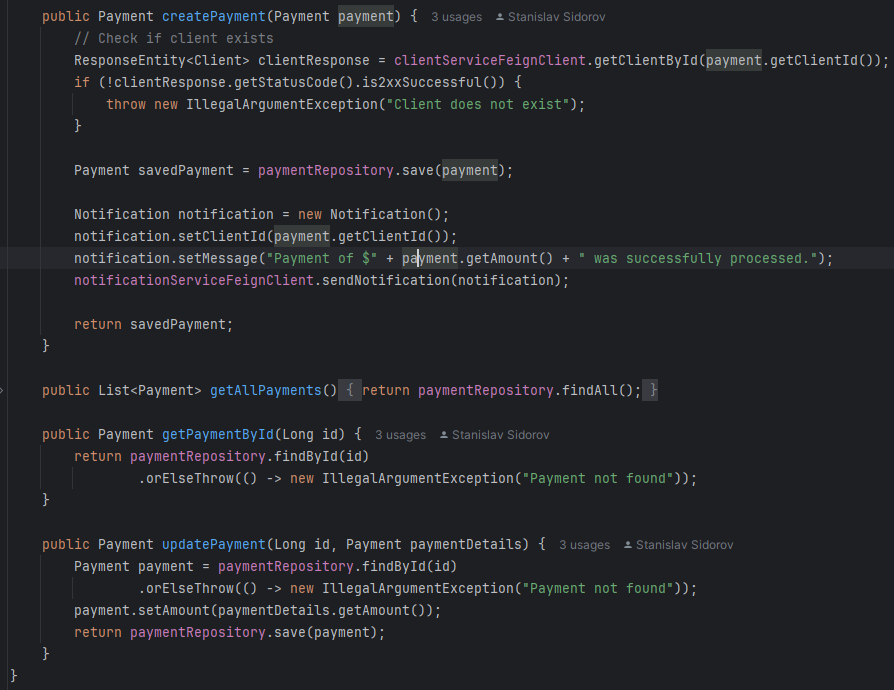 public Payment createPayment(Payment payment) { 3 usages Stanislav Sidorov
// Check if client exists
ResponseEntity<Client> clientResponse = clientServiceFeignClient.getClientById(payment.getClientId());
if (!clientResponse.getStatusCode().is2xxSuccessful()) {
throw new IllegalArgumentException("Client does not exist");
}
Payment savedPayment = paymentRepository.save(payment);
Notification notification = new Notification();
notification.setClientId(payment.getClientId());
notification.setMessage("Payment of $" + payment.getAmount() + " was successfully processed.");
notificationServiceFeignClient.sendNotification(notification);
return savedPayment;
}
public List<Payment> getAllPayments() { return paymentRepository.findAll(); }
public Payment getPaymentById(Long id) { 3 usages Stanislav Sidorov
return paymentRepository.findById(id)
.orElseThrow(() -> new IllegalArgumentException("Payment not found"));
}
public Payment updatePayment(Long id, Payment paymentDetails) { 3 usages Stanislav Sidorov
Payment payment = paymentRepository.findById(id)
.orElseThrow(() -> new IllegalArgumentException("Payment not found"));
payment.setAmount(paymentDetails.getAmount());
return paymentRepository.save(payment);
}
}